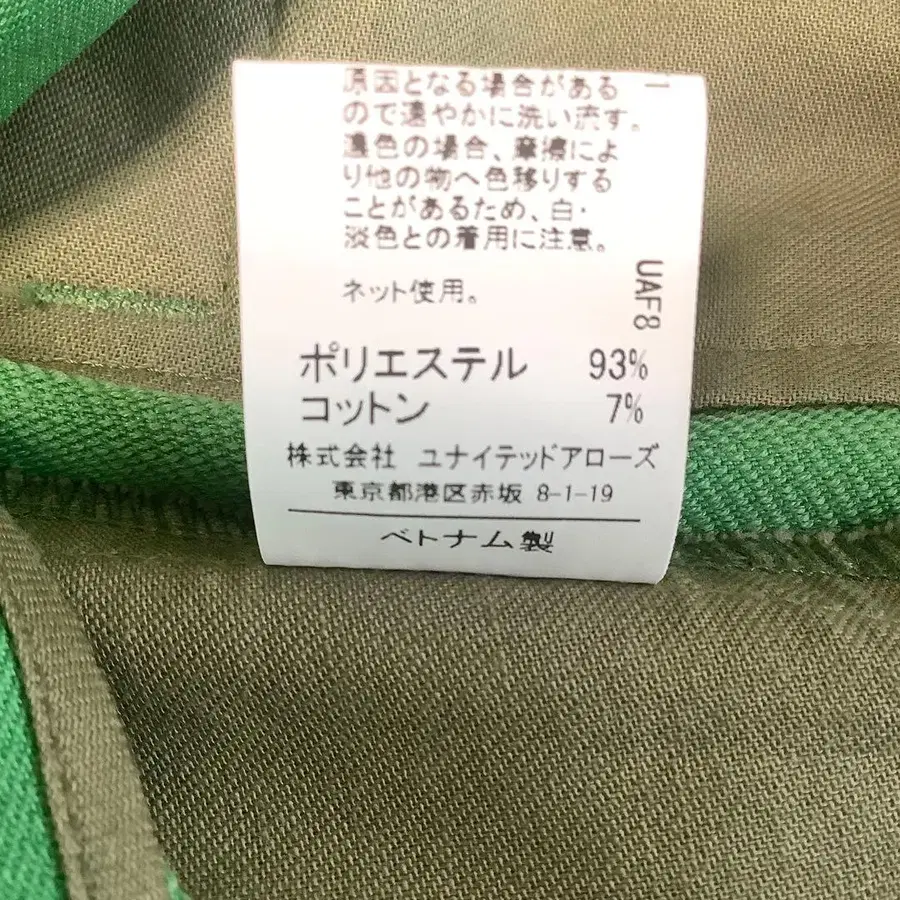 原因となる場合がある
ので速やかに洗い流す。
濃色の場合、摩擦によ
り他の物へ色移りする
ことがあるため、白・
淡色との着用に注意。
ネット使用。
UAF8
ポリエステル 93%
コットン 7%
株式会社 ユナイテッドアローズ
東京都港区赤坂 8-1-19
ベトナム製